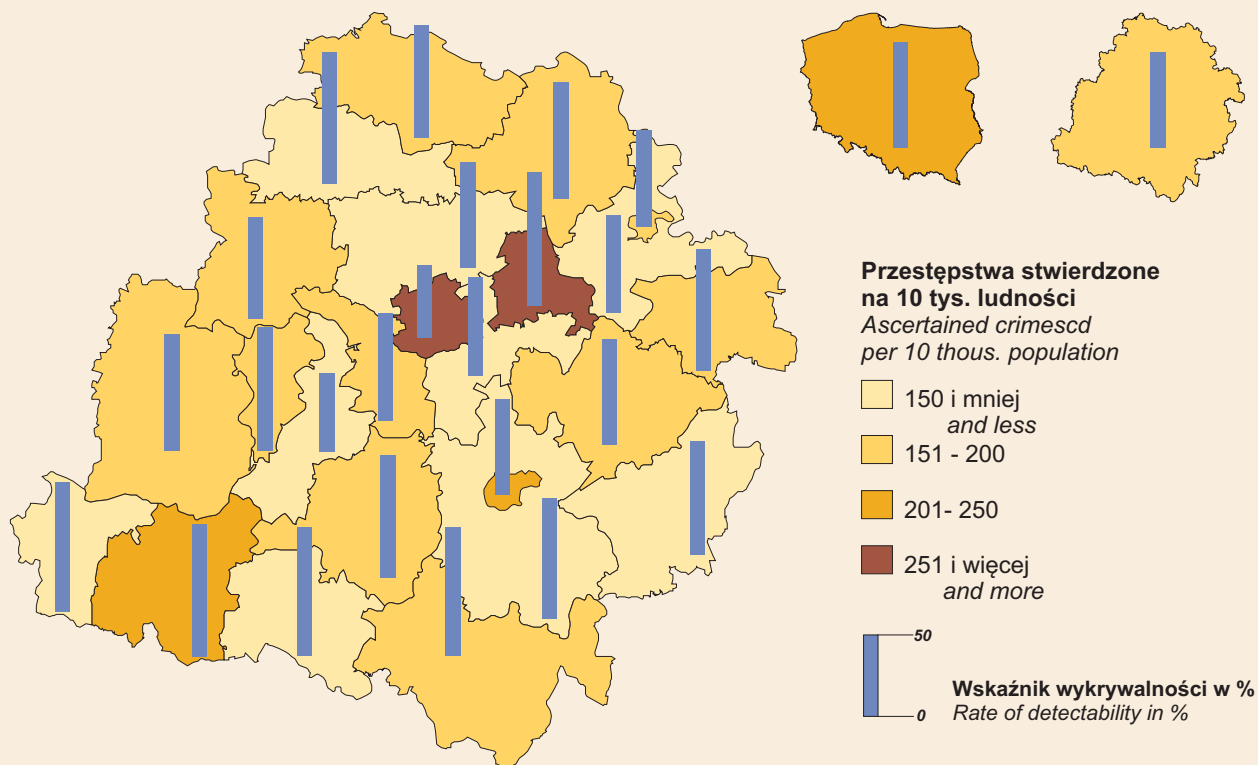 Przestępstwa stwierdzone
na 10 tys. ludności
Ascertained crimescd
per 10 thous. population
150 i mniej
and less
151 - 200
201- 250
251 i więcej
and more
50
0
Wskaźnik wykrywalności w %
Rate of detectability in %